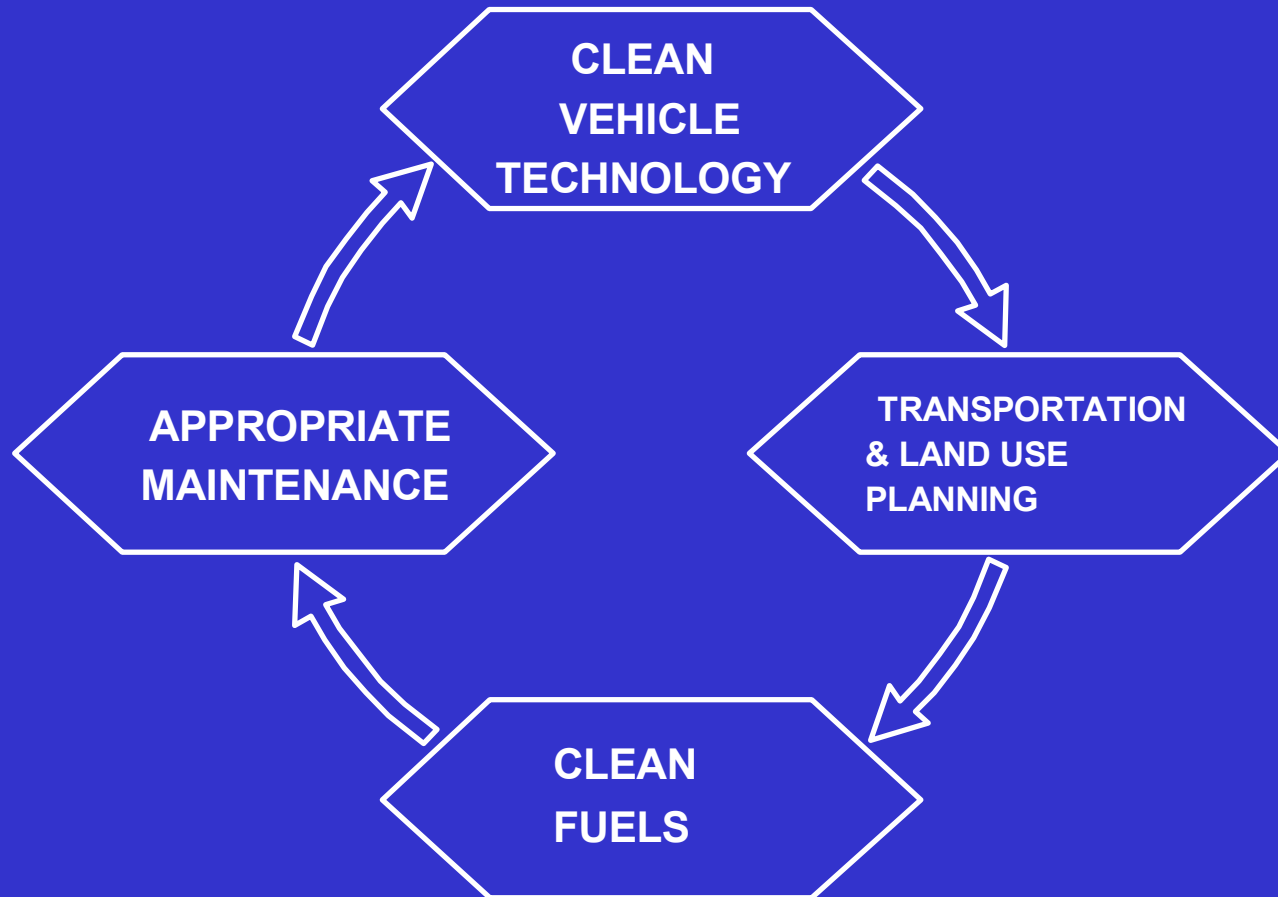 CLEAN
VEHICLE
TECHNOLOGY
APPROPRIATE
MAINTENANCE
TRANSPORTATION
& LAND USE
PLANNING
CLEAN
FUELS